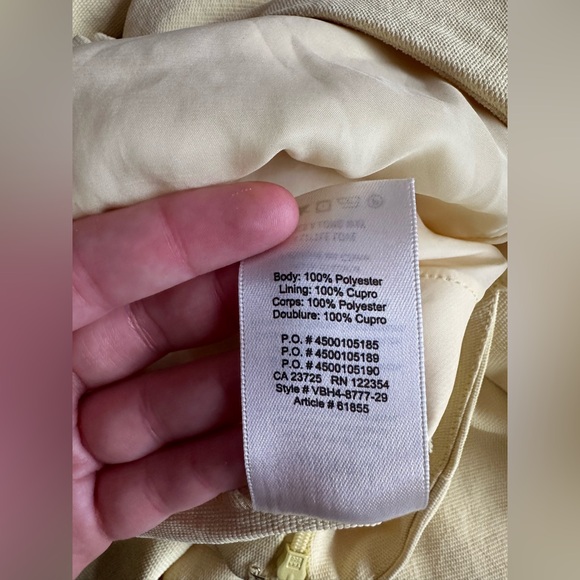 Body: 100% Polyester
Lining: 100% Cupro
Corps: 100% Polyester
Doublure: 100% Cupro
P.O. # 4500105185
P.O. # 4500105189
P.O. # 4500105190
CA 23725 RN 122354
Style # VBH4-8777-29
Article # 61655